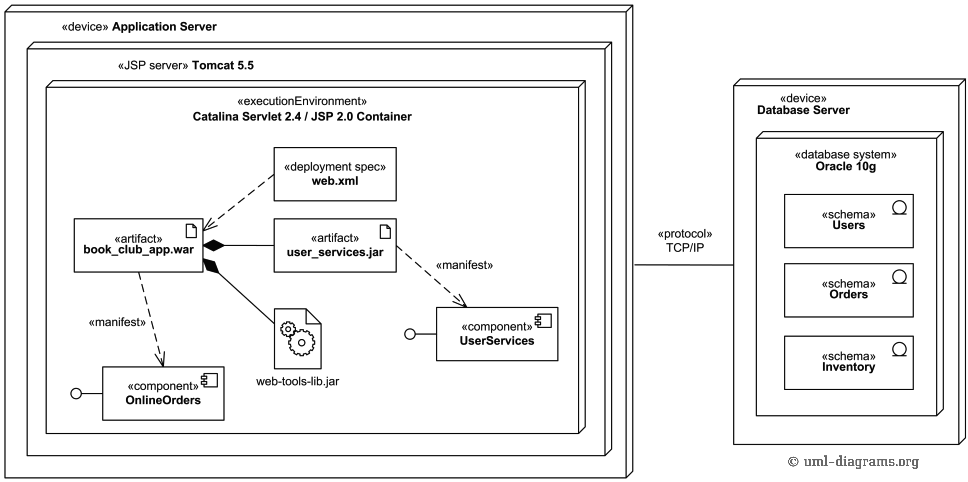 «device» Application Server
«JSP server» Tomcat 5.5
«executionEnvironment»
Catalina Servlet 2.4 / JSP 2.0 Container
«deployment spec»
web.xml
«artifact»
book_club_app.war
«artifact»
user_services.jar
«manifest»
«manifest»
«component»
UserServices
web-tools-lib.jar
«component»
OnlineOrders
«protocol»
TCP/IP
«device»
Database Server
«database system»
Oracle 10g
«schema»
Users
«schema»
Orders
«schema»
Inventory
© uml-diagrams.org